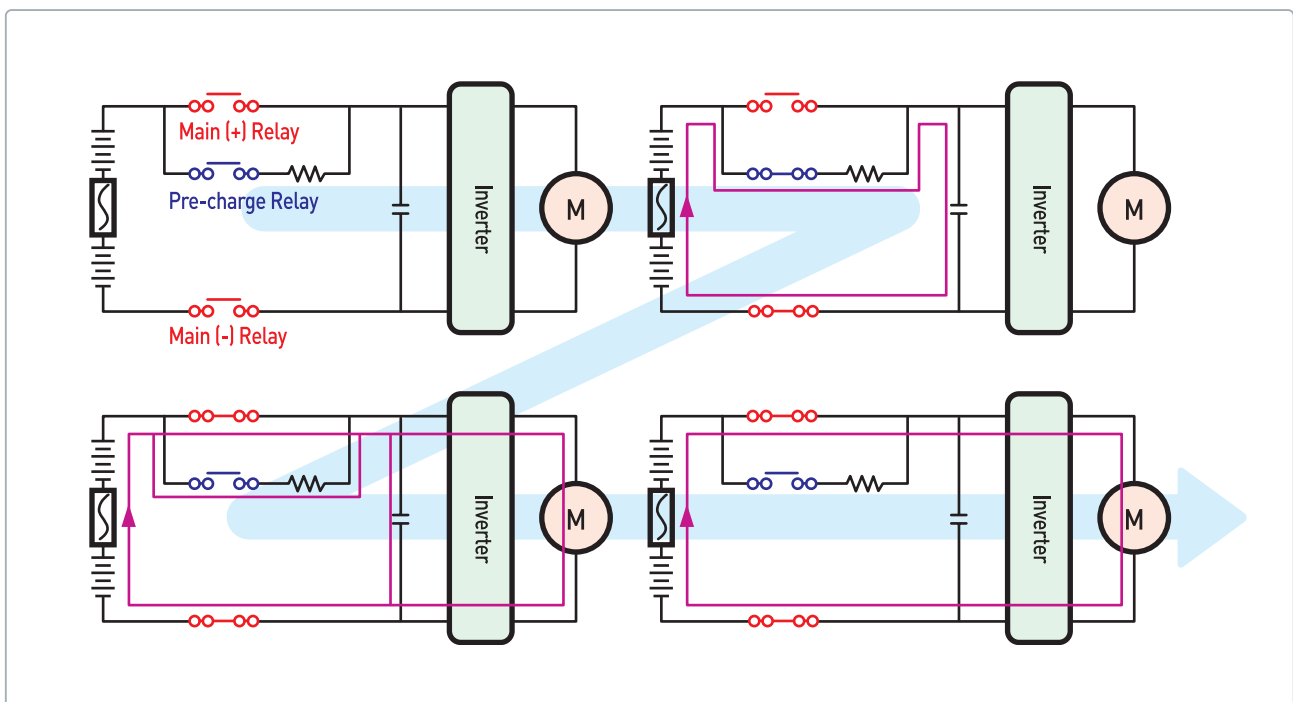 Main (+) Relay
Pre-charge Relay
Main (-) Relay
Inverter
M
Inverter
M
Inverter
M
Inverter
M